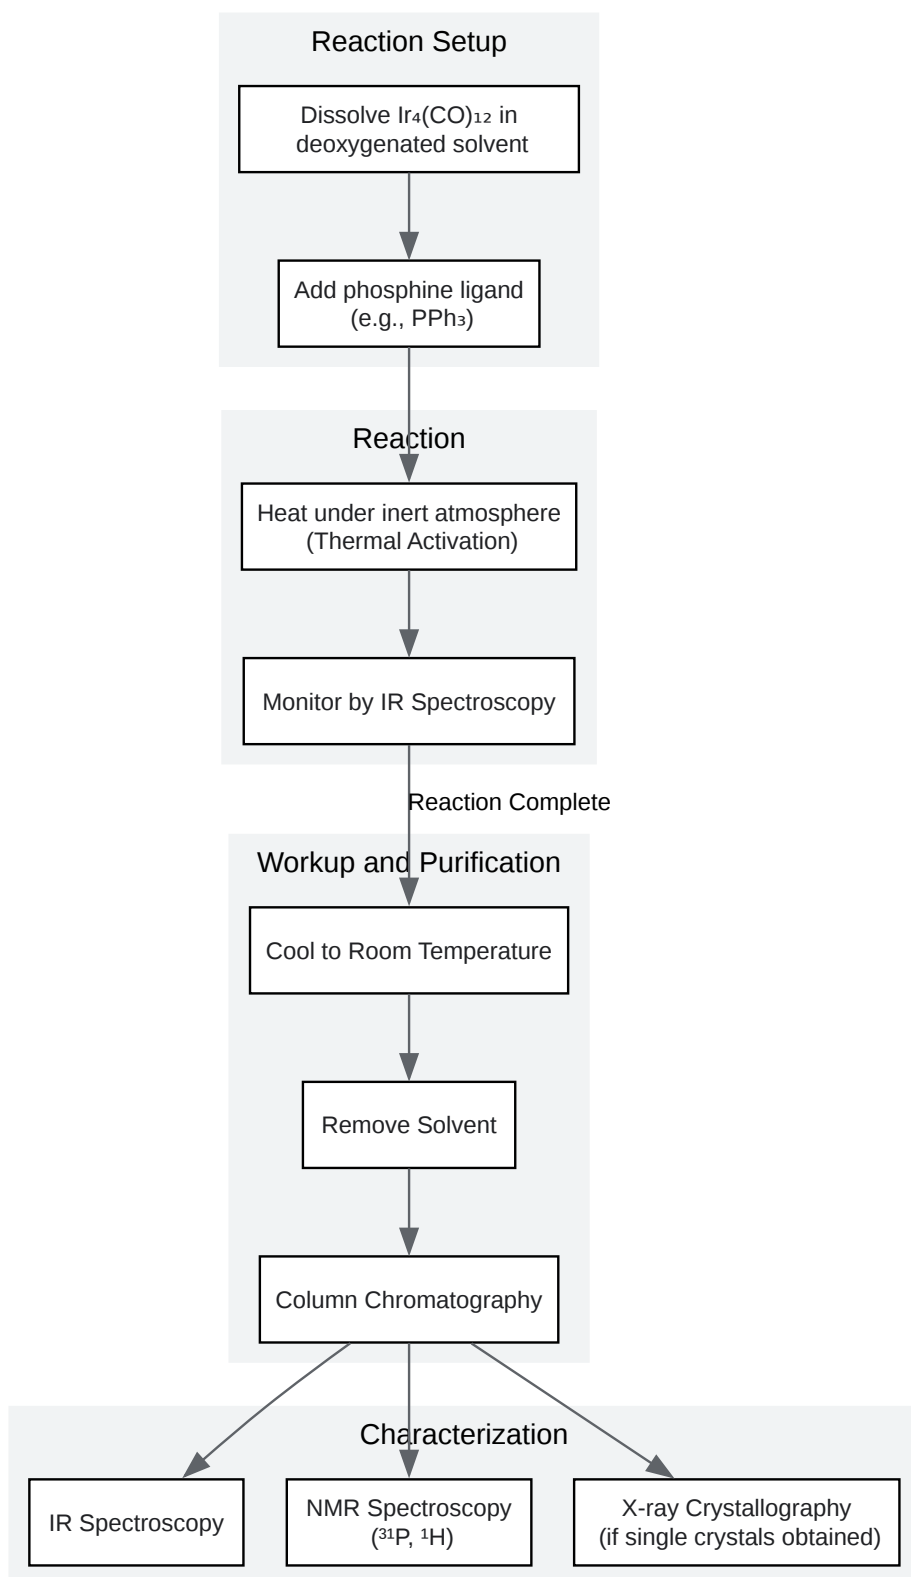 Reaction Setup
Dissolve Ir₄(CO)₁₂ in
deoxygenated solvent
Add phosphine ligand
(e.g., PPh₃)
Reaction
Heat under inert atmosphere
(Thermal Activation)
Monitor by IR Spectroscopy
Reaction Complete
Workup and Purification
Cool to Room Temperature
Remove Solvent
Column Chromatography
Characterization
IR Spectroscopy
NMR Spectroscopy
(³¹P, ¹H)
X-ray Crystallography
(if single crystals obtained)